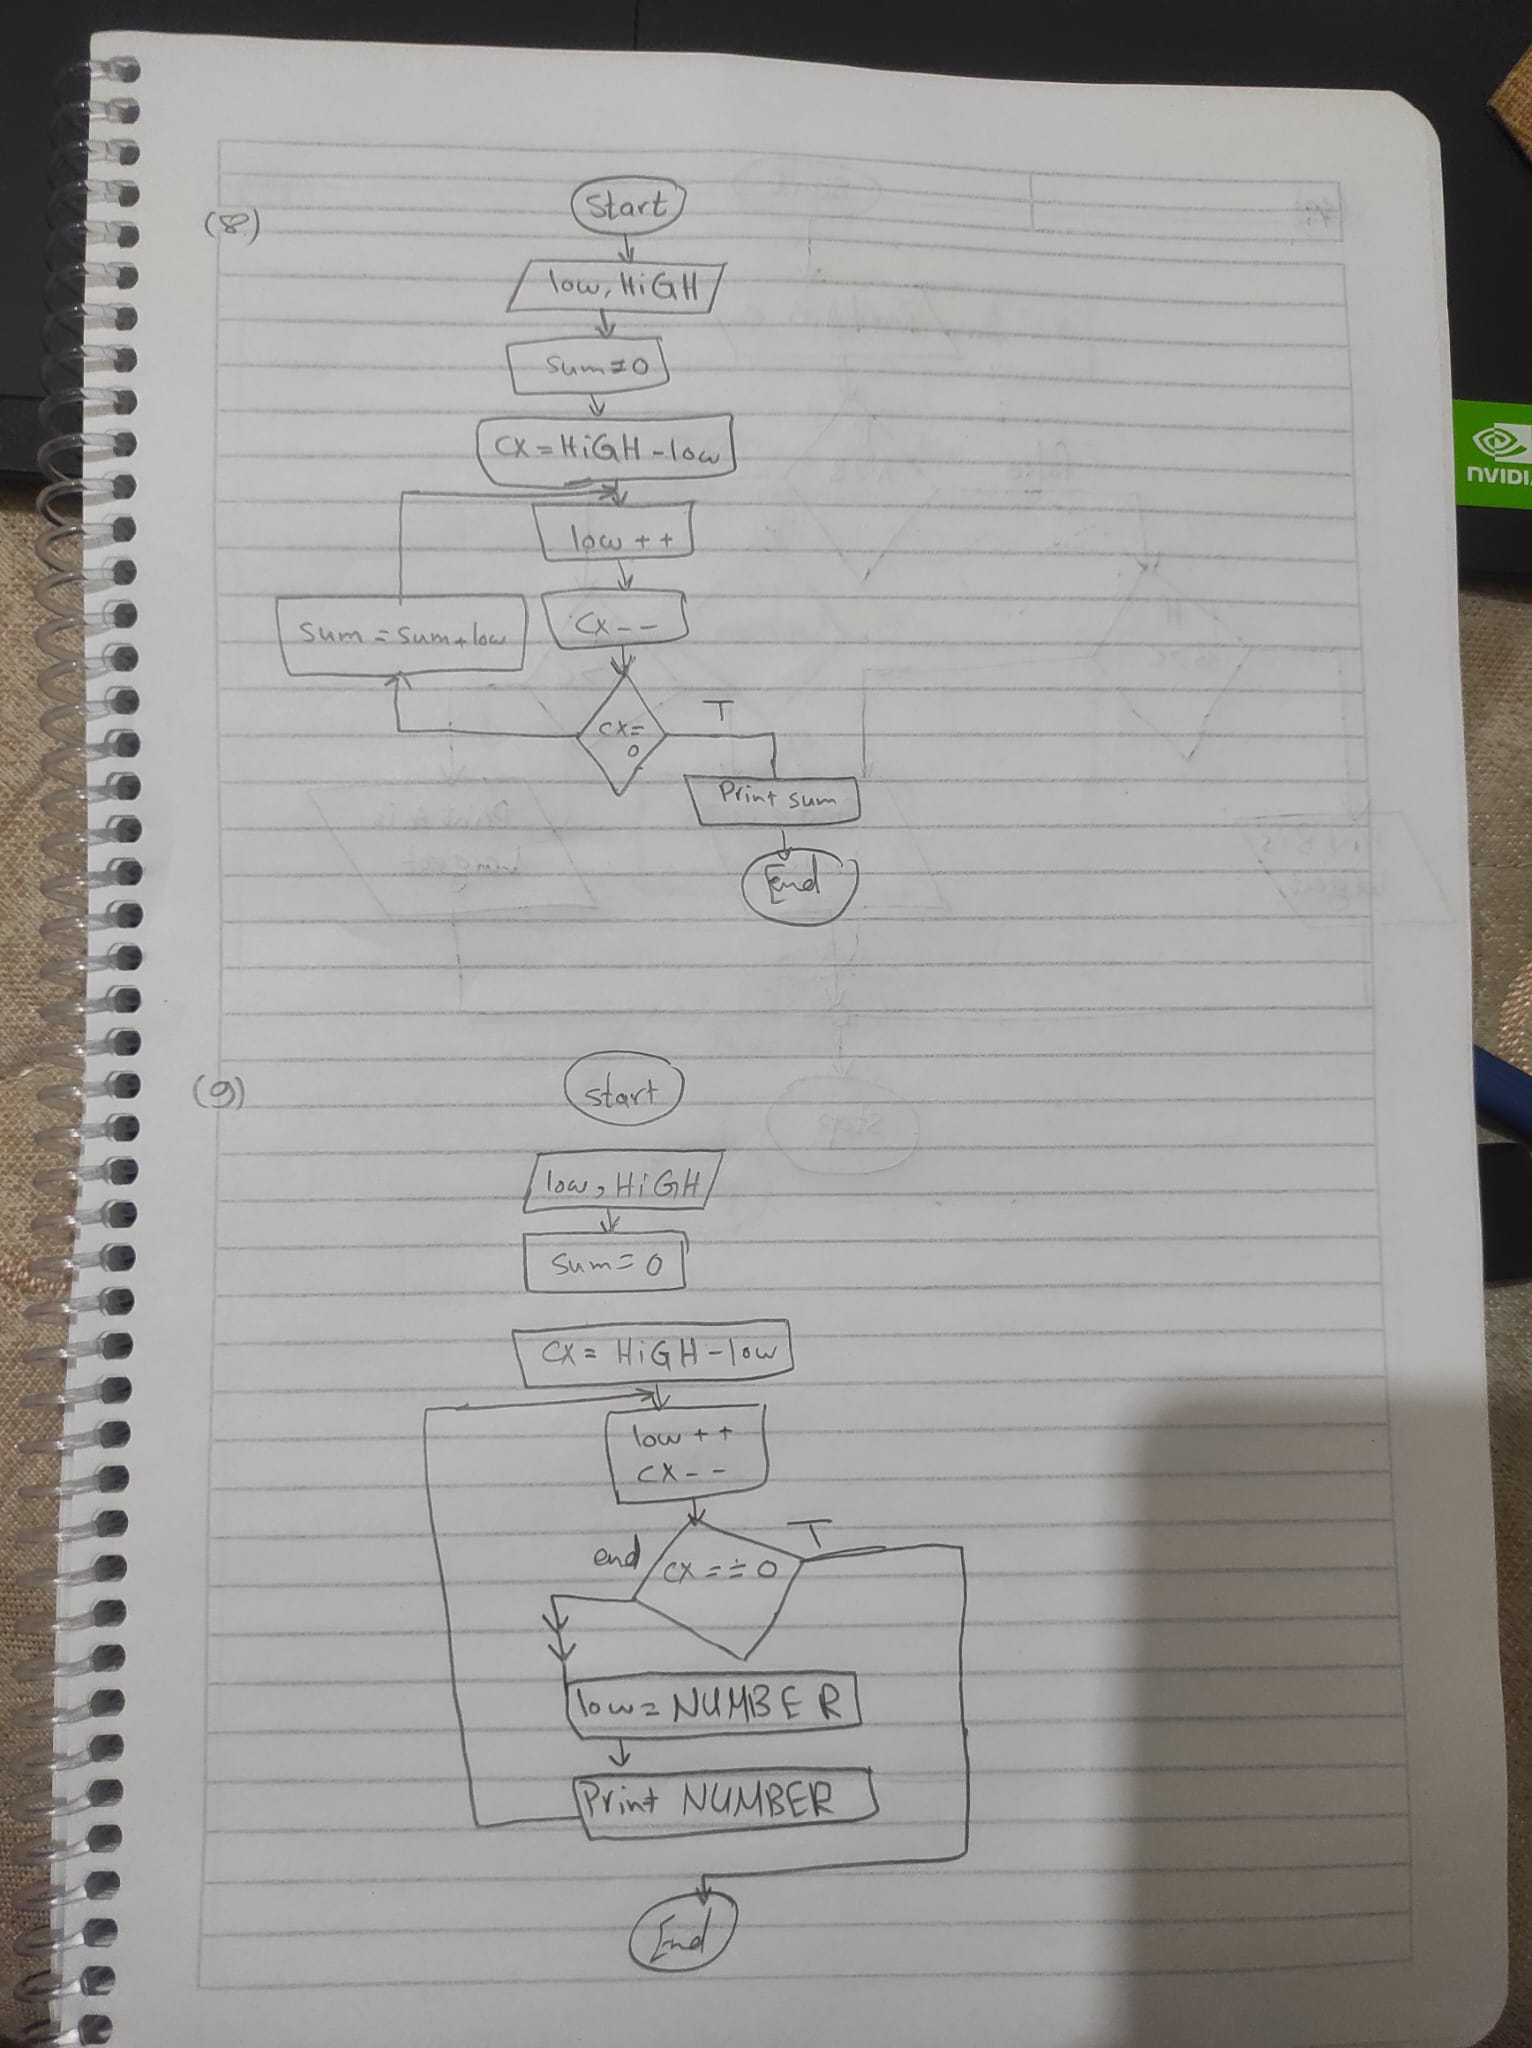 (8)
Start
low, HiGH
Sum=0
CX=HiGH-low
low++
Sum=Sum+low
CX--
CX=
0
T
Print sum
End
NVIDI
(9)
start
low, HiGH
Sum=0
CX= HiGH-low
low++
CX--
T
end
CX==0
low= NUMBER
Print NUMBER
End